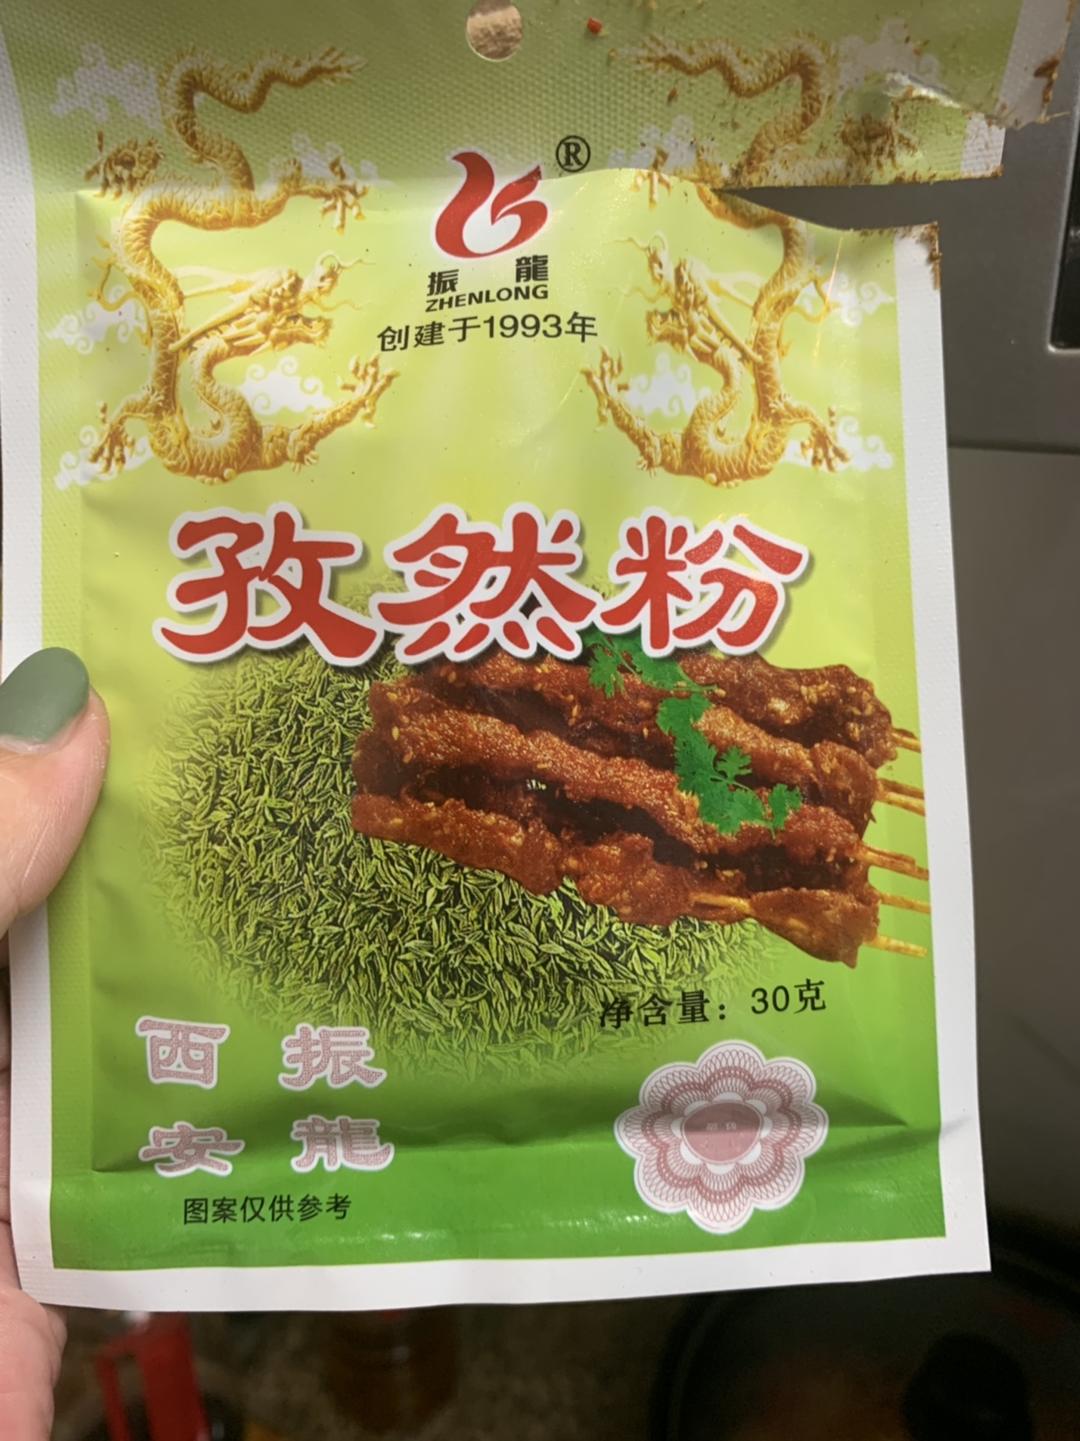 ®
振龍
ZHENLONG
创建于1993年
孜然粉
净含量：30克
西振
安龍
图案仅供参考